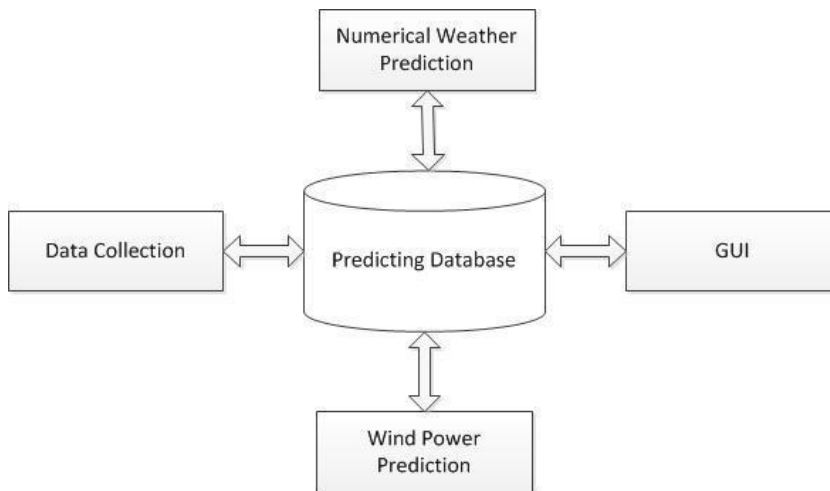 Numerical Weather
Prediction
Data Collection
Predicting Database
GUI
Wind Power
Prediction